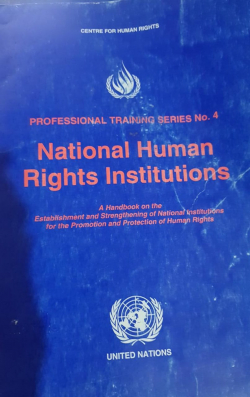 CENTRE FOR HUMAN RIGHTS
PROFESSIONAL TRAINING SERIES No. 4
National Human
Rights Institutions
A Handbook on the
Establishment and Strengthening of National Institutions
for the Promotion and Protection of Human Rights
UNITED NATIONS